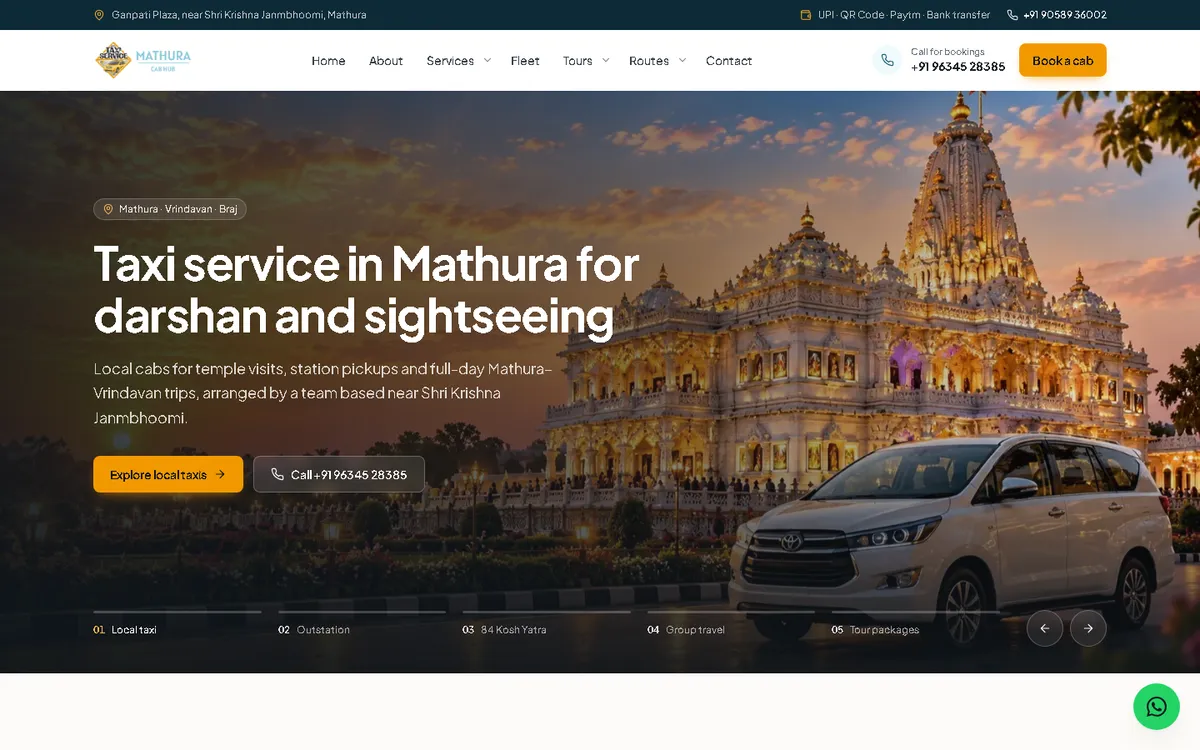 Ganpati Plaza, near Shri Krishna Janmbhoomi, Mathura
UPI · QR Code · Paytm · Bank transfer
+91 90589 36002
TAXI SERVICE
MATHURA
CAB HUB
Home
About
Services
Fleet
Tours
Routes
Contact
Call for bookings
+91 96345 28385
Book a cab
Mathura · Vrindavan · Braj
Taxi service in Mathura for
darshan and sightseeing
Local cabs for temple visits, station pickups and full-day Mathura–
Vrindavan trips, arranged by a team based near Shri Krishna
Janmbhoomi.
Explore local taxis
Call +91 96345 28385
01 Local taxi
02 Outstation
03 84 Kosh Yatra
04 Group travel
05 Tour packages